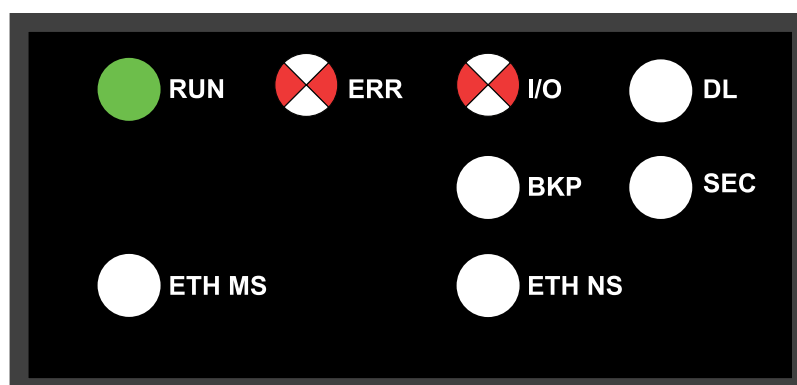 RUN ERR I/O DL
BKP SEC
ETH MS ETH NS